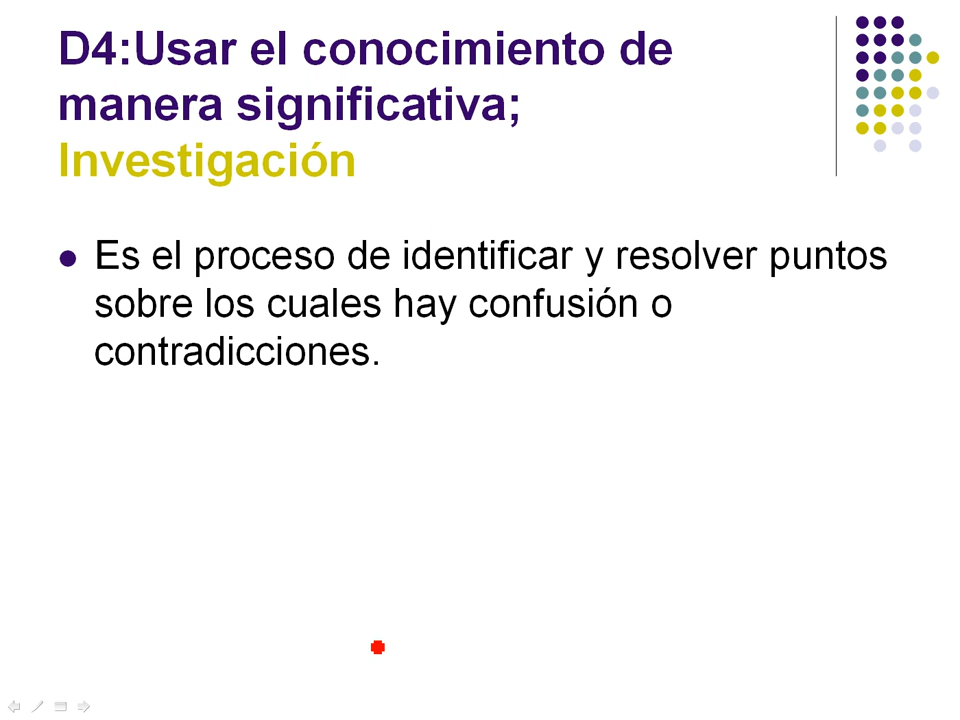 D4:Usar el conocimiento de
manera significativa;
Investigación
Es el proceso de identificar y resolver puntos
sobre los cuales hay confusión o
contradicciones.